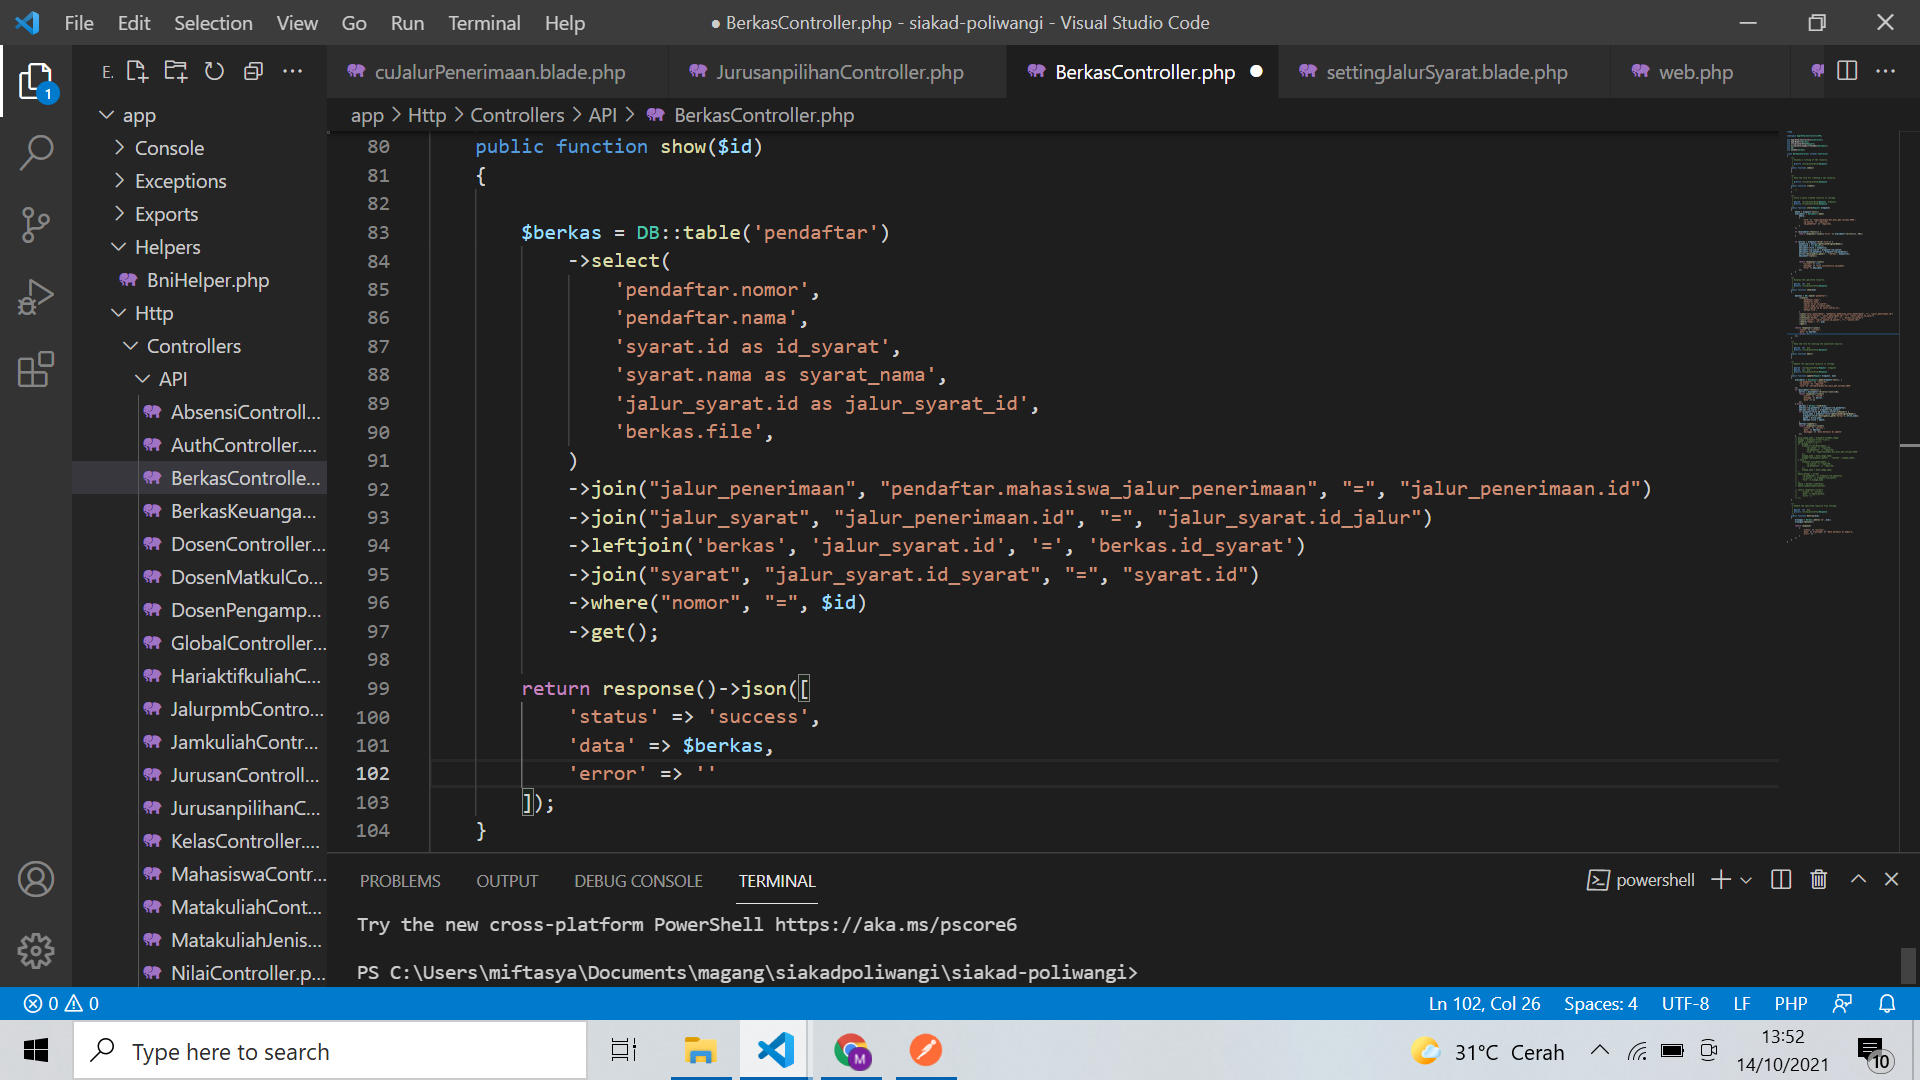 File Edit Selection View Go Run Terminal Help
● BerkasController.php - siakad-poliwangi - Visual Studio Code
E.
cuJalurPenerimaan.blade.php JurusanpilihanController.php BerkasController.php settingJalurSyarat.blade.php web.php
app > Http > Controllers > API > BerkasController.php
1
app
Console
Exceptions
Exports
Helpers
BniHelper.php
Http
Controllers
API
AbsensiControll...
AuthController....
BerkasControlle...
BerkasKeuanga...
DosenController...
DosenMatkulCo...
DosenPengamp...
GlobalController...
HariaktifkuliahC...
JalurpmbContro...
JamkuliahContr...
JurusanControll...
JurusanpilihanC...
KelasController....
MahasiswaContr...
MatakuliahCont...
MatakuliahJenis...
NilaiController.p...
80 public function show($id)
81 {
82
83 $berkas = DB::table('pendaftar')
84 ->select(
85 'pendaftar.nomor',
86 'pendaftar.nama',
87 'syarat.id as id_syarat',
88 'syarat.nama as syarat_nama',
89 'jalur_syarat.id as jalur_syarat_id',
90 'berkas.file',
91 )
92 ->join("jalur_penerimaan", "pendaftar.mahasiswa_jalur_penerimaan", "=", "jalur_penerimaan.id")
93 ->join("jalur_syarat", "jalur_penerimaan.id", "=", "jalur_syarat.id_jalur")
94 ->leftjoin('berkas', 'jalur_syarat.id', '=', 'berkas.id_syarat')
95 ->join("syarat", "jalur_syarat.id_syarat", "=", "syarat.id")
96 ->where("nomor", "=", $id)
97 ->get();
98
99 return response()->json([
100 'status' => 'success',
101 'data' => $berkas,
102 'error' => ''
103 ]);
104 }
PROBLEMS OUTPUT DEBUG CONSOLE TERMINAL powershell
Try the new cross-platform PowerShell https://aka.ms/pscore6
PS C:\Users\miftasya\Documents\magang\siakadpoliwangi\siakad-poliwangi>
0 0 Ln 102, Col 26 Spaces: 4 UTF-8 LF PHP
Type here to search
M
31°C Cerah
13:52
14/10/2021
10